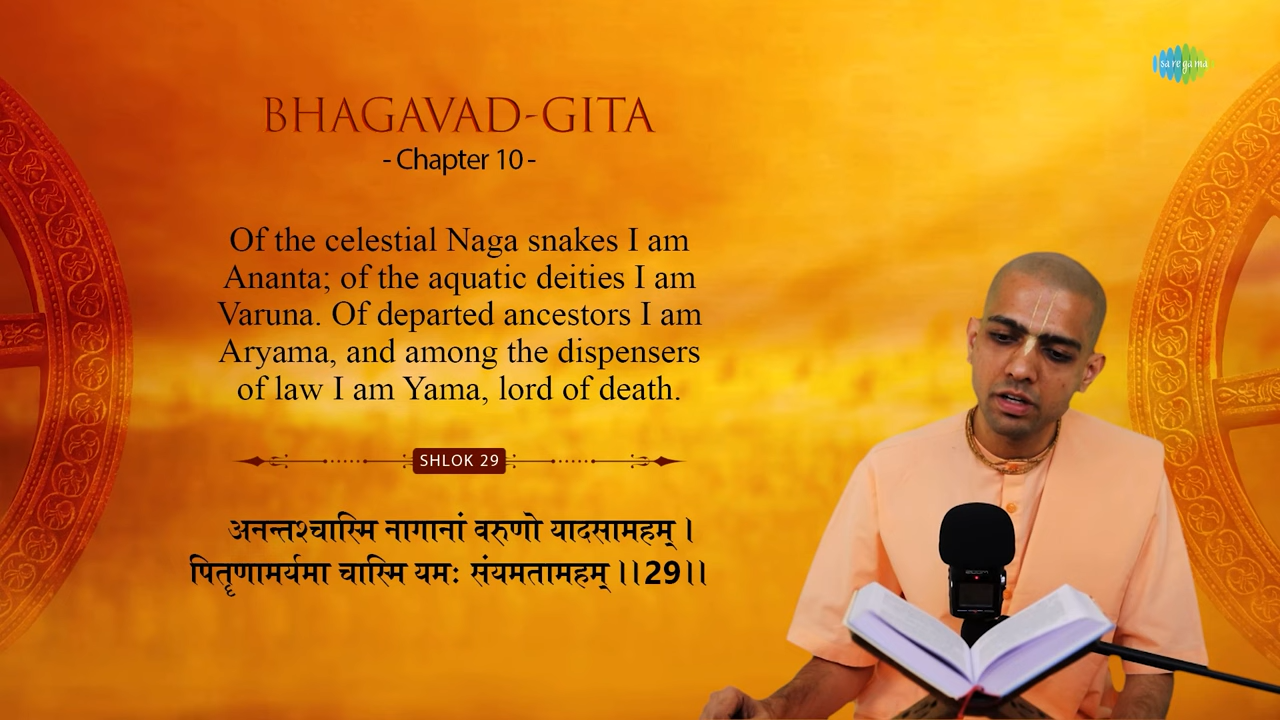 saregama
BHAGAVAD-GITA
- Chapter 10 -
Of the celestial Naga snakes I am
Ananta; of the aquatic deities I am
Varuna. Of departed ancestors I am
Aryama, and among the dispensers
of law I am Yama, lord of death.
SHLOK 29
अनन्तश्चास्मि नागानां वरुणो यादसामहम् ।
पितॄणामर्यमा चास्मि यमः संयमतामहम् ।।29।।
zoom